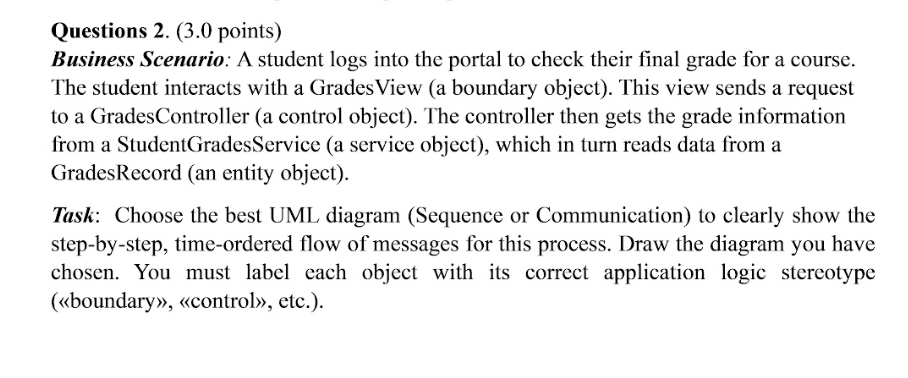 Questions 2. (3.0 points)
Business Scenario: A student logs into the portal to check their final grade for a course.
The student interacts with a GradesView (a boundary object). This view sends a request
to a GradesController (a control object). The controller then gets the grade information
from a StudentGradesService (a service object), which in turn reads data from a
GradesRecord (an entity object).
Task: Choose the best UML diagram (Sequence or Communication) to clearly show the
step-by-step, time-ordered flow of messages for this process. Draw the diagram you have
chosen. You must label each object with its correct application logic stereotype
(«boundary», «control», etc.).